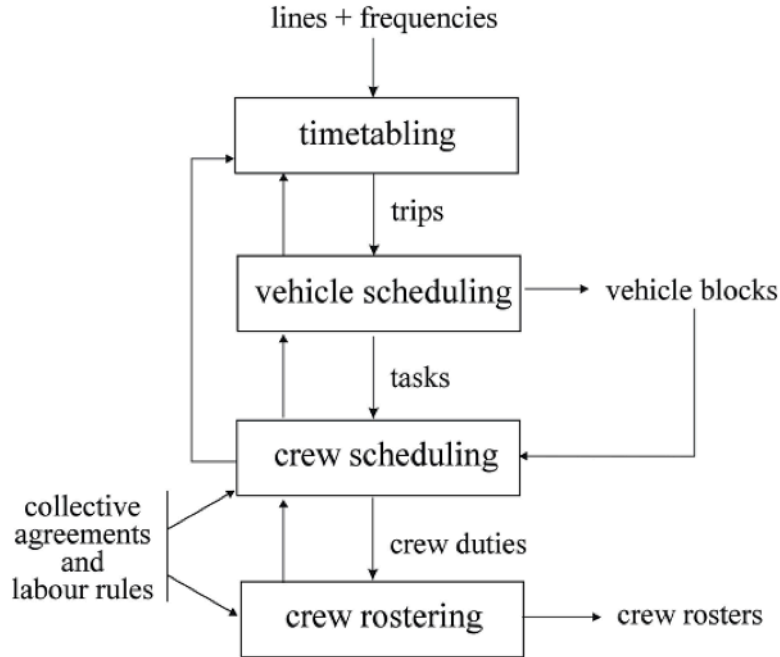 lines + frequencies
timetabling
trips
vehicle scheduling
vehicle blocks
tasks
crew scheduling
collective
agreements
and
labour rules
crew duties
crew rostering
crew rosters